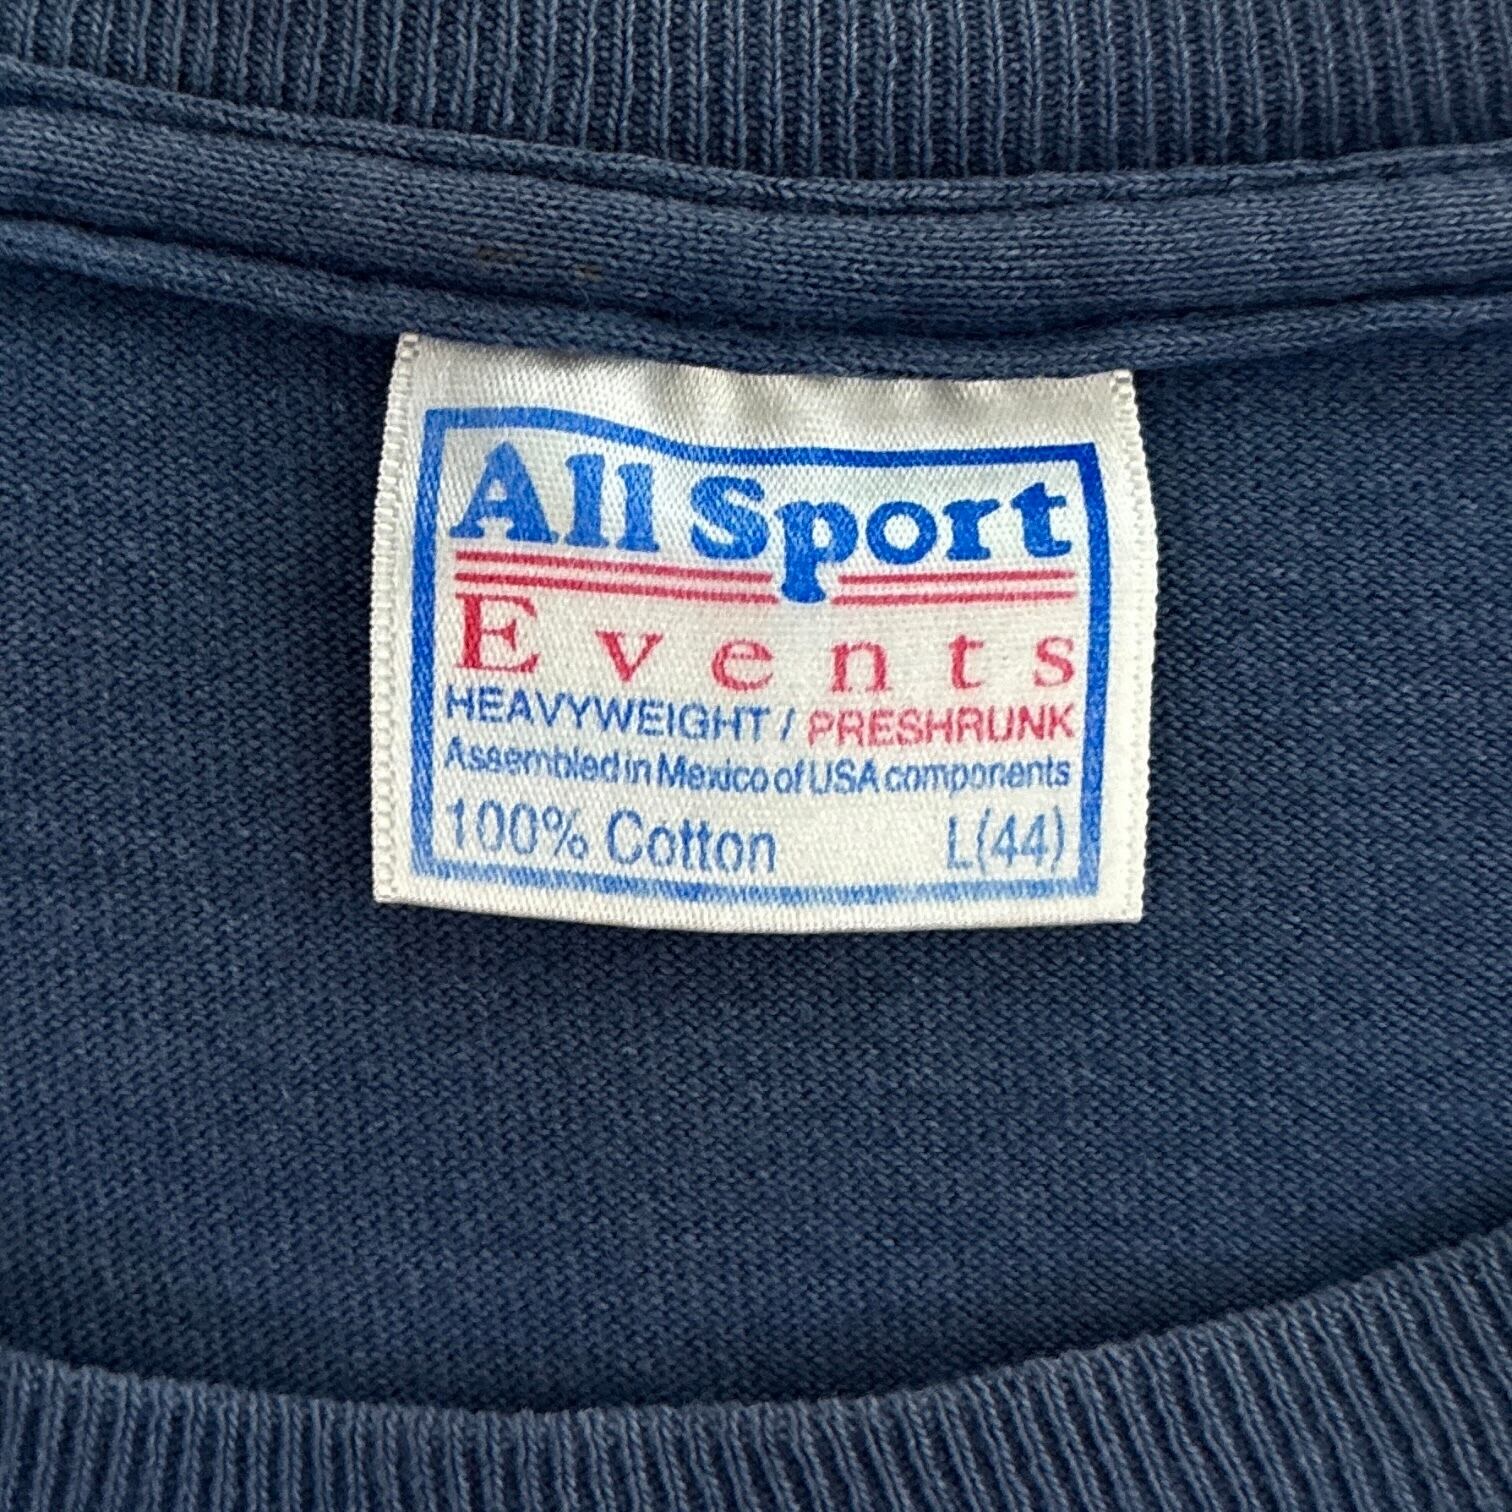 All Sport
Events
HEAVYWEIGHT / PRESHRUNK
Assembled in Mexico of USA components
100% Cotton L(44)